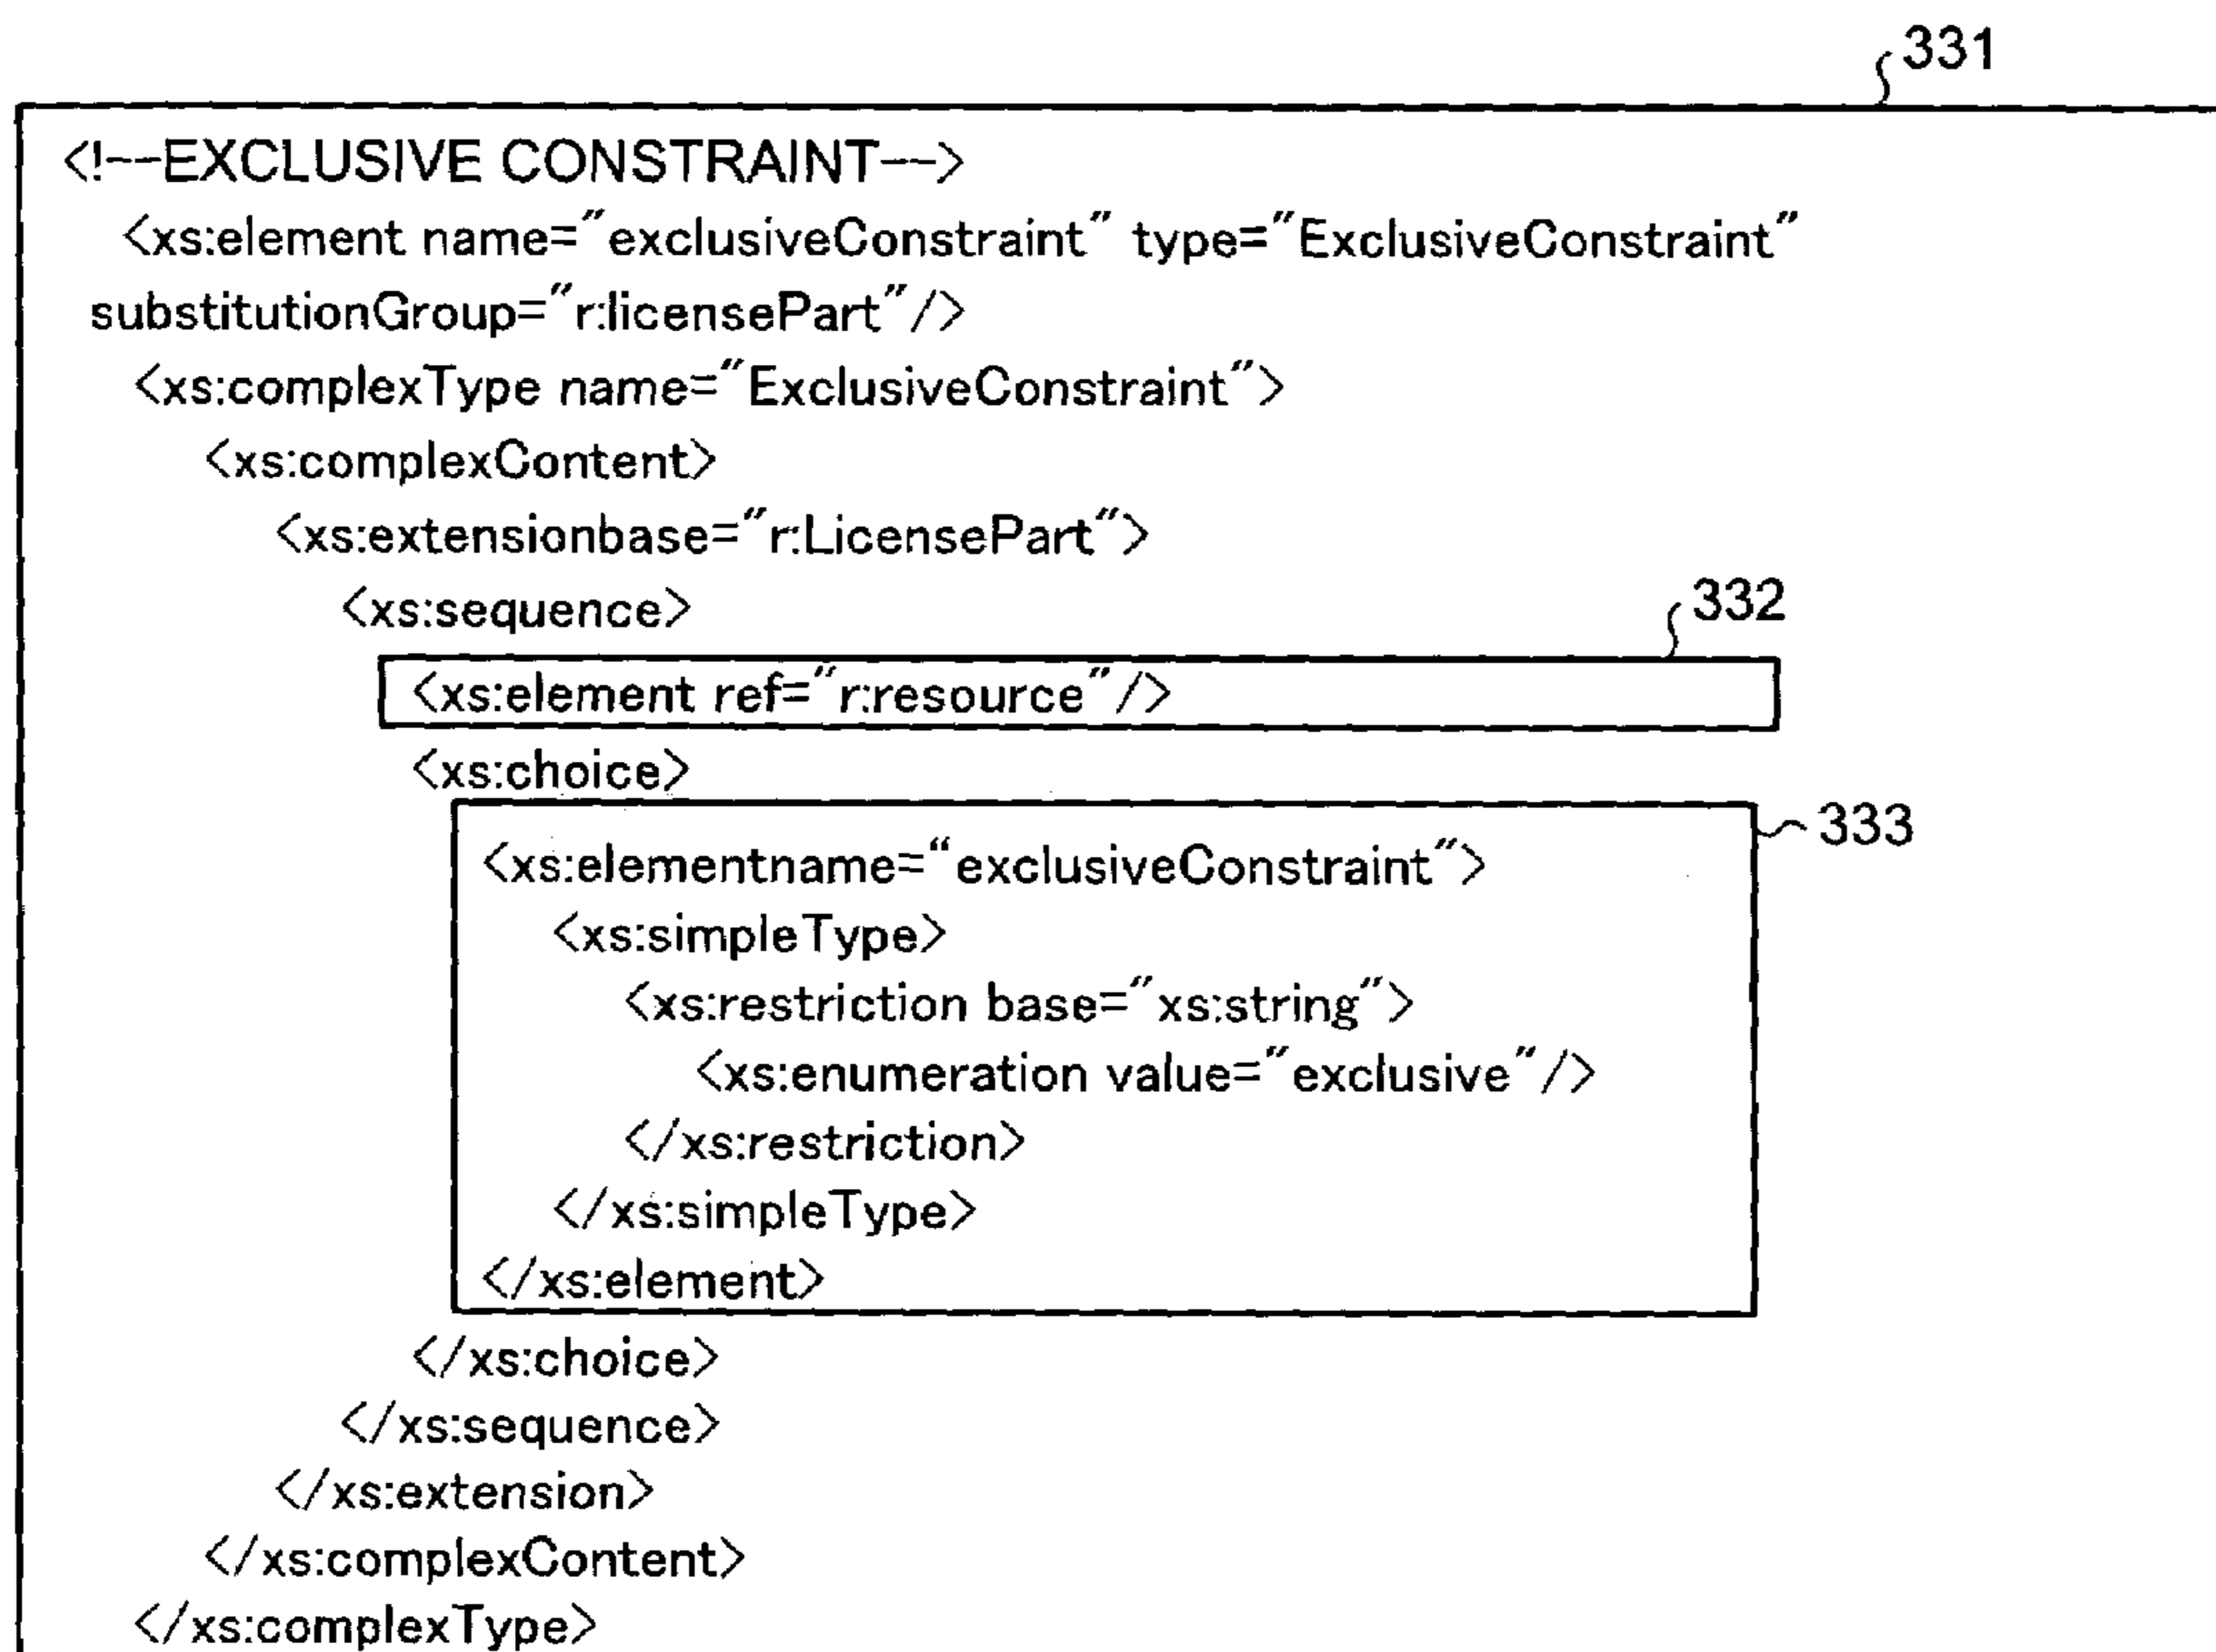 331
<!--EXCLUSIVE CONSTRAINT-->
<xs:element name="exclusiveConstraint" type="ExclusiveConstraint"
substitutionGroup="r:licensePart"/>
<xs:complexType name="ExclusiveConstraint">
<xs:complexContent>
<xs:extensionbase="r:LicensePart">
<xs:sequence>
332
<xs:element ref="r:resource"/>
<xs:choice>
333
<xs:elementname="exclusiveConstraint">
<xs:simpleType>
<xs:restriction base="xs:string">
<xs:enumeration value="exclusive"/>
</xs:restriction>
</xs:simpleType>
</xs:element>
</xs:choice>
</xs:sequence>
</xs:extension>
</xs:complexContent>
</xs:complexType>